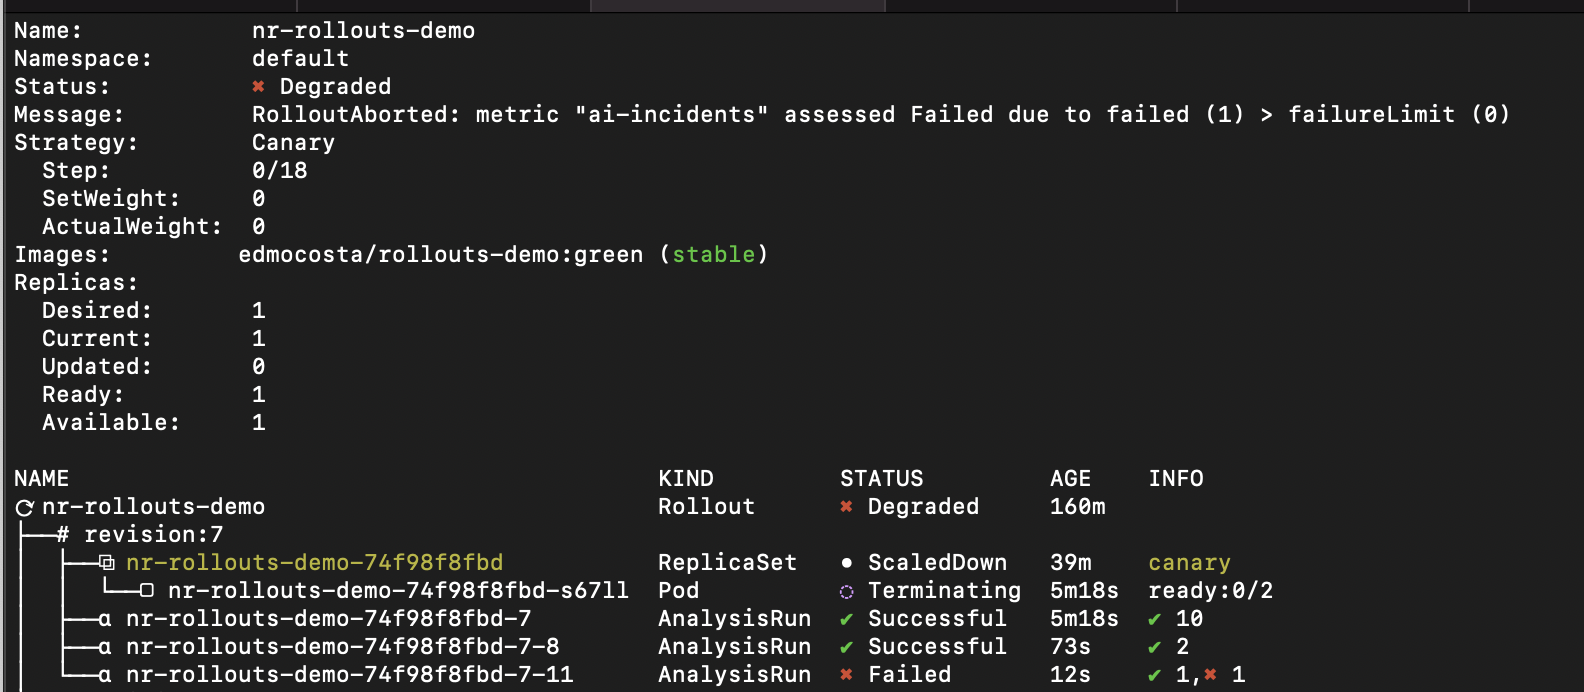 Name: nr-rollouts-demo
Namespace: default
Status: ✖ Degraded
Message: RolloutAborted: metric "ai-incidents" assessed Failed due to failed (1) > failureLimit (0)
Strategy: Canary
Step: 0/18
SetWeight: 0
ActualWeight: 0
Images: edmocosta/rollouts-demo:green (stable)
Replicas:
Desired: 1
Current: 1
Updated: 0
Ready: 1
Available: 1
NAME KIND STATUS AGE INFO
⟳ nr-rollouts-demo Rollout ✖ Degraded 160m
├──# revision:7
│ ├──⧉ nr-rollouts-demo-74f98f8fbd ReplicaSet • ScaledDown 39m canary
│ │ └──□ nr-rollouts-demo-74f98f8fbd-s67ll Pod ◌ Terminating 5m18s ready:0/2
│ ├──α nr-rollouts-demo-74f98f8fbd-7 AnalysisRun ✔ Successful 5m18s ✔ 10
│ ├──α nr-rollouts-demo-74f98f8fbd-7-8 AnalysisRun ✔ Successful 73s ✔ 2
│ └──α nr-rollouts-demo-74f98f8fbd-7-11 AnalysisRun ✖ Failed 12s ✔ 1,✖ 1